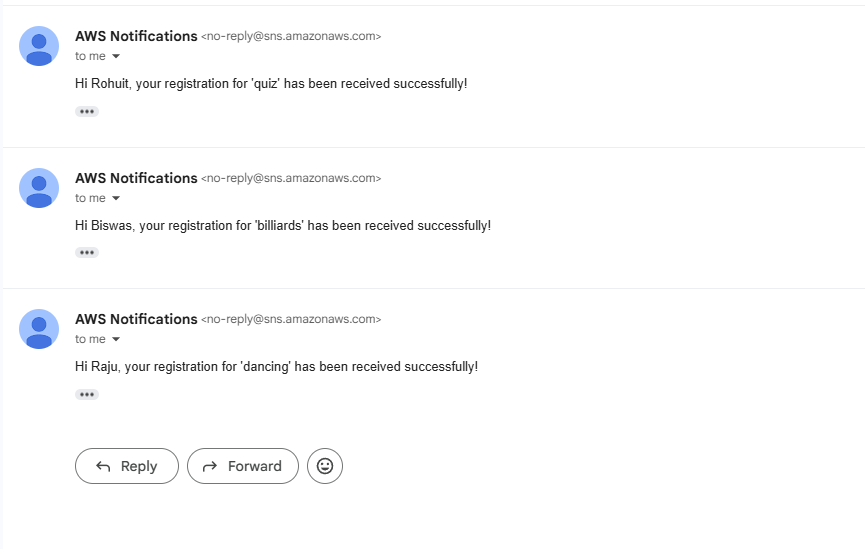 AWS Notifications <no-reply@sns.amazonaws.com>
to me
Hi Rohuit, your registration for 'quiz' has been received successfully!
AWS Notifications <no-reply@sns.amazonaws.com>
to me
Hi Biswas, your registration for 'billiards' has been received successfully!
AWS Notifications <no-reply@sns.amazonaws.com>
to me
Hi Raju, your registration for 'dancing' has been received successfully!
Reply Forward